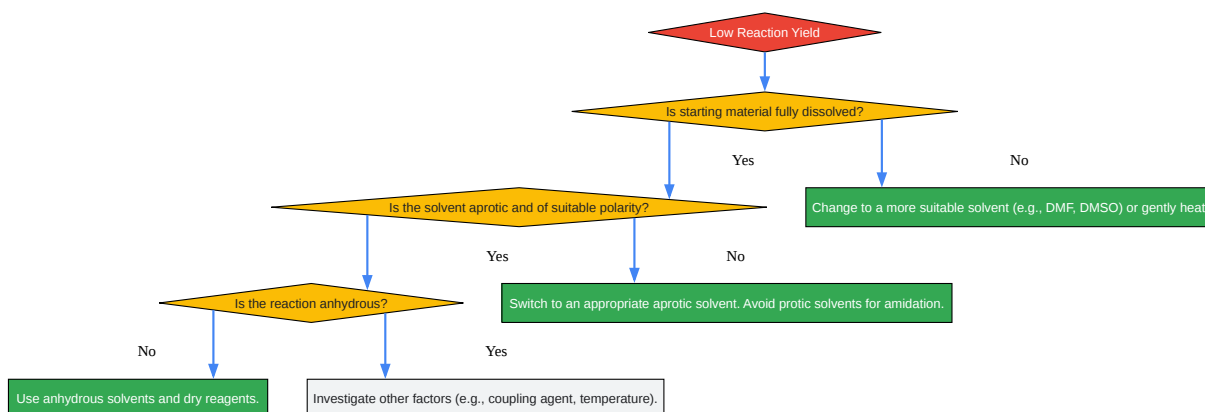 Low Reaction Yield
Is starting material fully dissolved?
Yes
No
Is the solvent aprotic and of suitable polarity?
Change to a more suitable solvent (e.g., DMF, DMSO) or gently heat
Yes
No
Is the reaction anhydrous?
Switch to an appropriate aprotic solvent. Avoid protic solvents for amidation.
No
Yes
Use anhydrous solvents and dry reagents.
Investigate other factors (e.g., coupling agent, temperature).